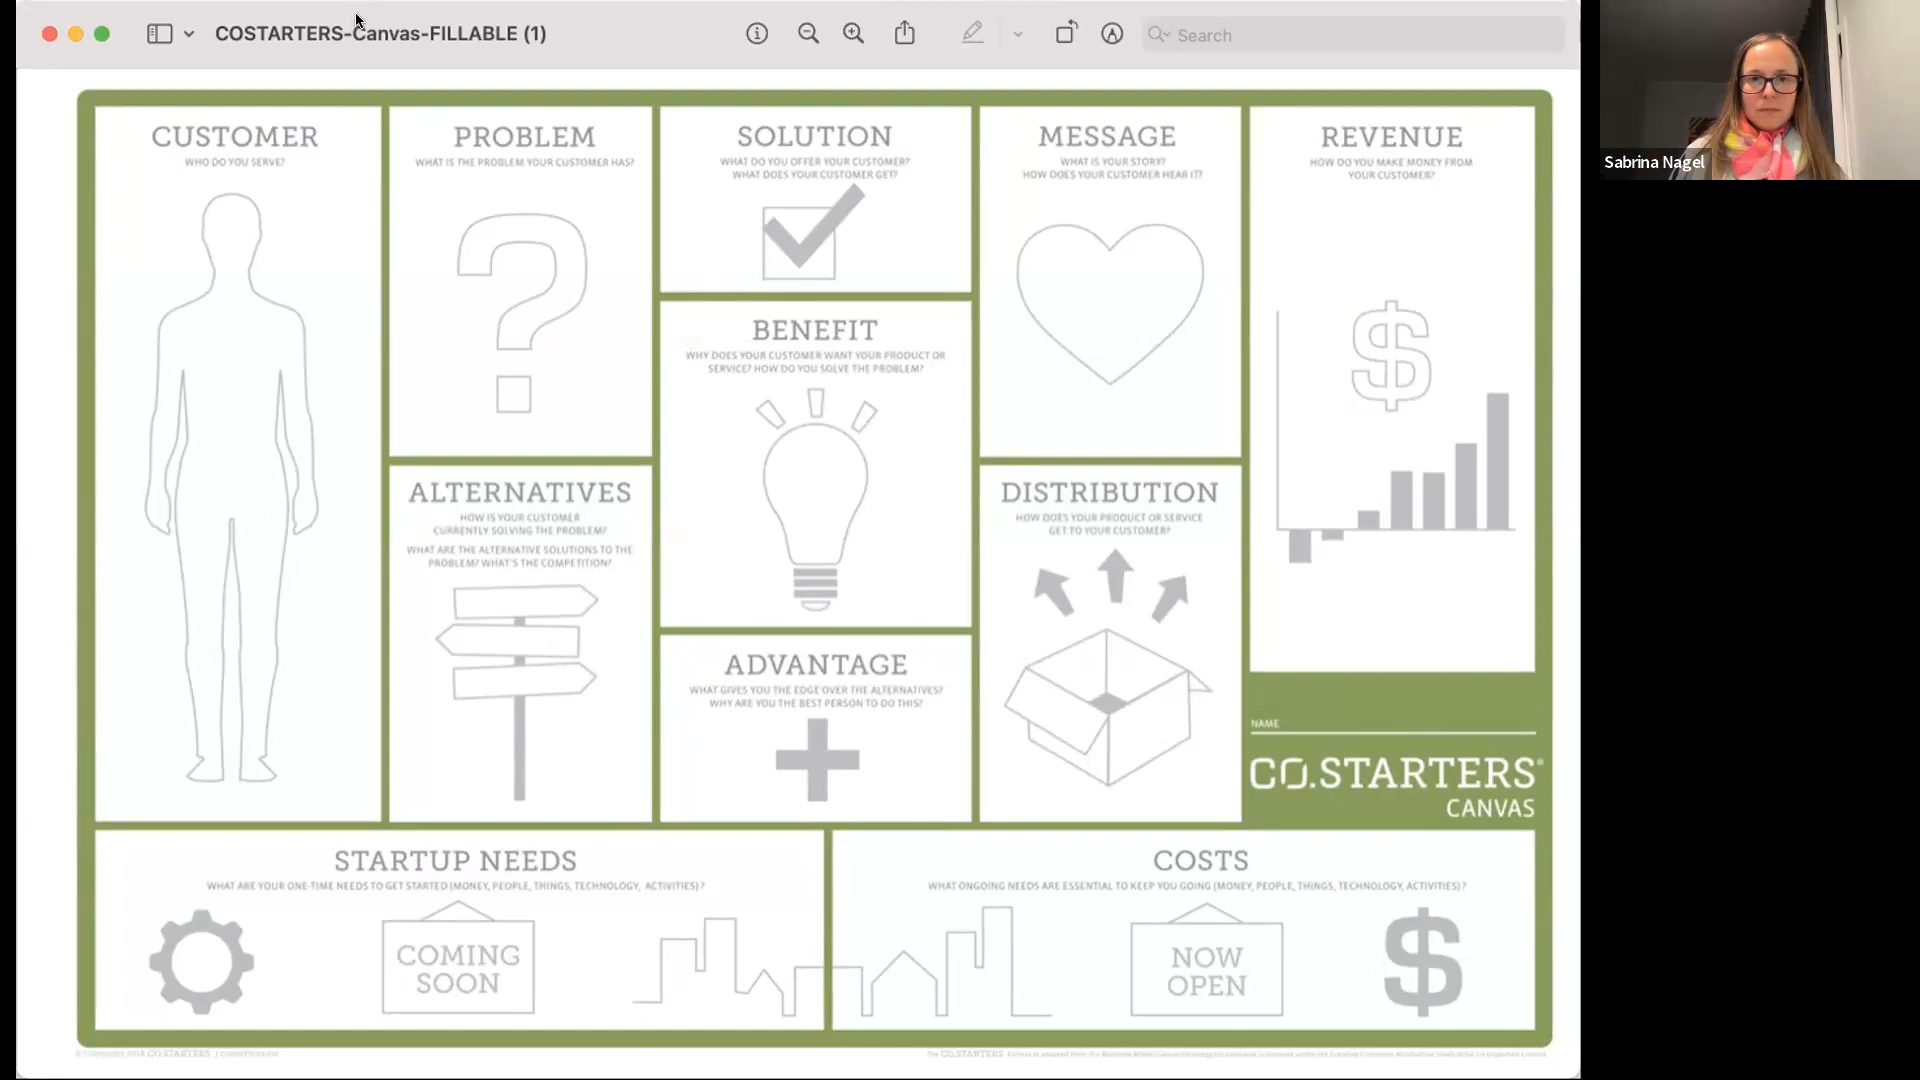 COSTARTERS-Canvas-FILLABLE (1)
Search
Sabrina Nagel
CUSTOMER
WHO DO YOU SERVE?
PROBLEM
WHAT IS THE PROBLEM YOUR CUSTOMER HAS?
SOLUTION
WHAT DO YOU OFFER YOUR CUSTOMER?
WHAT DOES YOUR CUSTOMER GET?
MESSAGE
WHAT IS YOUR STORY?
HOW DOES YOUR CUSTOMER HEAR IT?
REVENUE
HOW DO YOU MAKE MONEY FROM
YOUR CUSTOMER?
$
BENEFIT
WHY DOES YOUR CUSTOMER WANT YOUR PRODUCT OR
SERVICE? HOW DO YOU SOLVE THE PROBLEM?
ALTERNATIVES
HOW IS YOUR CUSTOMER
CURRENTLY SOLVING THE PROBLEM?
WHAT ARE THE ALTERNATIVE SOLUTIONS TO THE
PROBLEM? WHAT'S THE COMPETITION?
DISTRIBUTION
HOW DOES YOUR PRODUCT OR SERVICE
GET TO YOUR CUSTOMER?
ADVANTAGE
WHAT GIVES YOU THE EDGE OVER THE ALTERNATIVES?
WHY ARE YOU THE BEST PERSON TO DO THIS?
NAME
CO.STARTERS®
CANVAS
STARTUP NEEDS
WHAT ARE YOUR ONE-TIME NEEDS TO GET STARTED (MONEY, PEOPLE, THINGS, TECHNOLOGY, ACTIVITIES)?
COMING
SOON
COSTS
WHAT ONGOING NEEDS ARE ESSENTIAL TO KEEP YOU GOING (MONEY, PEOPLE, THINGS, TECHNOLOGY, ACTIVITIES)?
NOW
OPEN
$